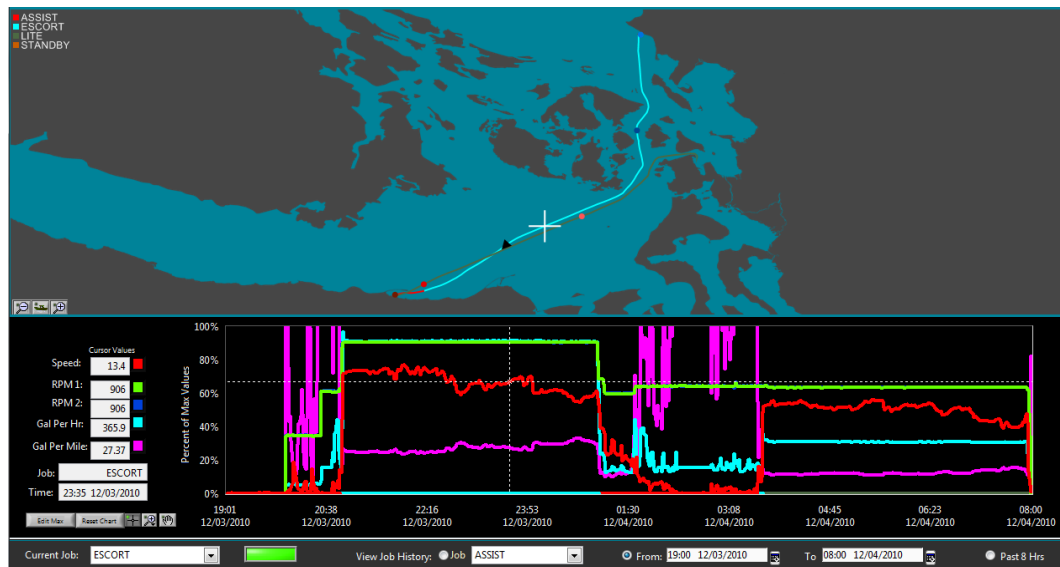 ASSIST
ESCORT
LITE
STANDBY
Cursor Values
Speed: 13.4
RPM 1: 906
RPM 2: 906
Gal Per Hr: 365.9
Gal Per Mile: 27.37
Job: ESCORT
Time: 23:35 12/03/2010
Edit Max Reset Chart
Percent of Max Values
100%
80%
60%
40%
20%
0%
19:01 20:38 22:16 23:53 01:30 03:08 04:45 06:23 08:00
12/03/2010 12/03/2010 12/03/2010 12/03/2010 12/04/2010 12/04/2010 12/04/2010 12/04/2010 12/04/2010
Current Job: ESCORT View Job History: Job ASSIST From: 19:00 12/03/2010 To 08:00 12/04/2010 Past 8 Hrs